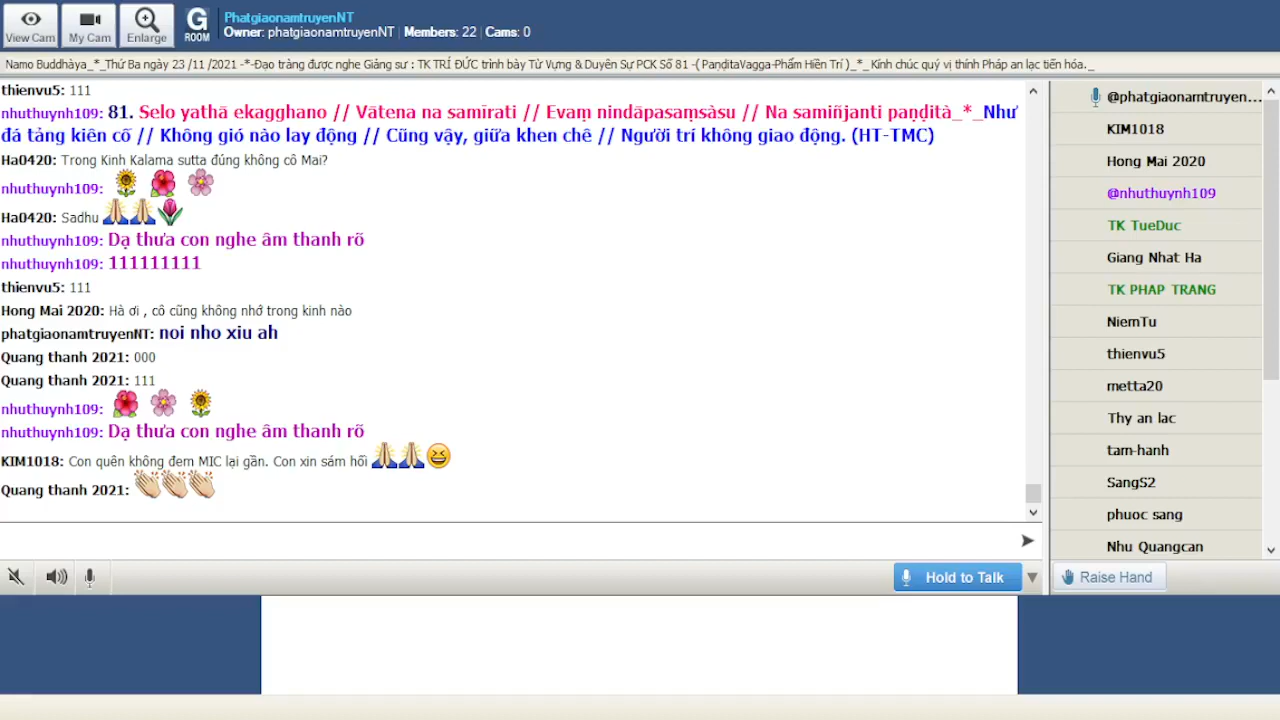 View Cam
My Cam
Enlarge
G
ROOM
PhatgiaonamtruyenNT
Owner: phatgiaonamtruyenNT | Members: 22 | Cams: 0
Namo Buddhàya_*_Thứ Ba ngày 23 /11 /2021 -*-Đạo tràng được nghe Giảng sư : TK TRÍ ĐỨC trình bày Từ Vựng & Duyên Sự PCK Số 81 -( PaṇḍitaVagga-Phẩm Hiền Trí )_*_ Kính chúc quý vị thính Pháp an lạc tiến hóa._
thienvu5: 111
nhuthuynh109: 81. Selo yathā ekagghano // Vātena na samīrati // Evaṃ nindāpasaṃsàsu // Na samiñjanti paṇḍità_*_Như
đá tảng kiên cố // Không gió nào lay động // Cũng vậy, giữa khen chê // Người trí không giao động. (HT-TMC)
Ha0420: Trong Kinh Kalama sutta đúng không cô Mai?
nhuthuynh109:
Ha0420: Sadhu
nhuthuynh109: Dạ thưa con nghe âm thanh rõ
nhuthuynh109: 111111111
thienvu5: 111
Hong Mai 2020: Hà ơi , cô cũng không nhớ trong kinh nào
phatgiaonamtruyenNT: noi nho xiu ah
Quang thanh 2021: 000
Quang thanh 2021: 111
nhuthuynh109:
nhuthuynh109: Dạ thưa con nghe âm thanh rõ
KIM1018: Con quên không đem MIC lại gần. Con xin sám hối
Quang thanh 2021:
Hold to Talk
@phatgiaonamtruyen...
KIM1018
Hong Mai 2020
@nhuthuynh109
TK TueDuc
Giang Nhat Ha
TK PHAP TRANG
NiemTu
thienvu5
metta20
Thy an lac
tam-hanh
SangS2
phuoc sang
Nhu Quangcan
Raise Hand